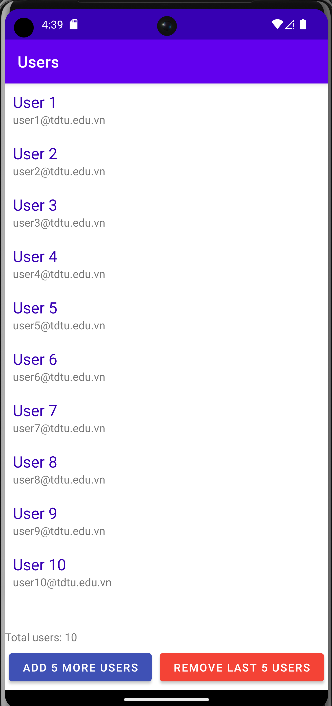 4:39
Users
User 1
user1@tdtu.edu.vn
User 2
user2@tdtu.edu.vn
User 3
user3@tdtu.edu.vn
User 4
user4@tdtu.edu.vn
User 5
user5@tdtu.edu.vn
User 6
user6@tdtu.edu.vn
User 7
user7@tdtu.edu.vn
User 8
user8@tdtu.edu.vn
User 9
user9@tdtu.edu.vn
User 10
user10@tdtu.edu.vn
Total users: 10
ADD 5 MORE USERS REMOVE LAST 5 USERS